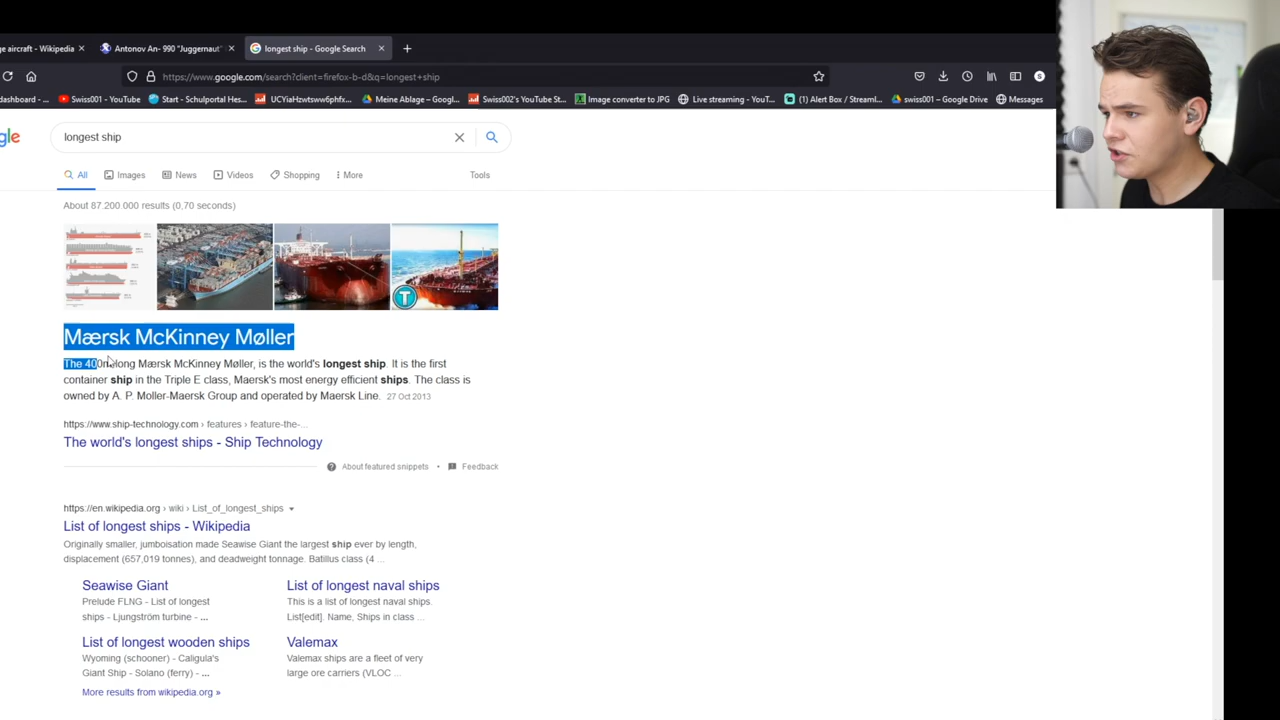 ge aircraft - Wikipedia
Antonov An- 990 "Juggernaut"
longest ship - Google Search
https://www.google.com/search?client=firefox-b-d&q=longest+ship
dashboard - ...
Swiss001 - YouTube
Start - Schulportal Hes...
UCYiaHzwtsww6phfx...
Meine Ablage – Googl...
Swiss002's YouTube St...
Image converter to JPG
Live streaming - YouT...
(1) Alert Box / Streaml...
swiss001 – Google Drive
Messages
gle
longest ship
All
Images
News
Videos
Shopping
More
Tools
About 87.200.000 results (0,70 seconds)
Mærsk McKinney Møller
The 400m-long Mærsk McKinney Møller, is the world's longest ship. It is the first
container ship in the Triple E class, Maersk's most energy efficient ships. The class is
owned by A. P. Moller-Maersk Group and operated by Maersk Line. 27 Oct 2013
https://www.ship-technology.com › features › feature-the-...
The world's longest ships - Ship Technology
About featured snippets • Feedback
https://en.wikipedia.org › wiki › List_of_longest_ships
List of longest ships - Wikipedia
Originally smaller, jumboisation made Seawise Giant the largest ship ever by length,
displacement (657,019 tonnes), and deadweight tonnage. Batillus class (4 ...
Seawise Giant
Prelude FLNG - List of longest
ships - Ljungström turbine - ...
List of longest naval ships
This is a list of longest naval ships.
List[edit]. Name, Ships in class ...
List of longest wooden ships
Wyoming (schooner) - Caligula's
Giant Ship - Solano (ferry) - ...
Valemax
Valemax ships are a fleet of very
large ore carriers (VLOC ...
More results from wikipedia.org »